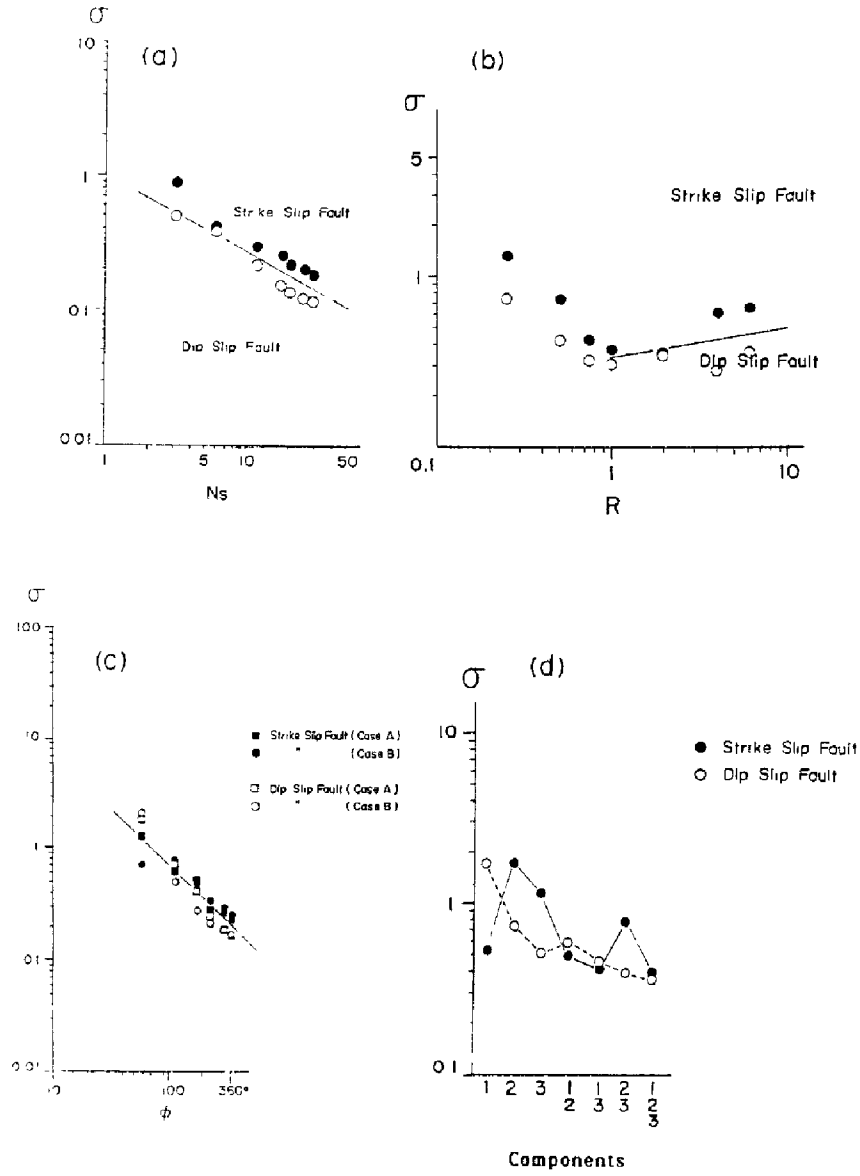 σ
10
(a)
1
Strike Slip Fault
0.1
Dip Slip Fault
0.01
1
5
10
50
Ns
(b)
σ
5
Strike Slip Fault
1
Dip Slip Fault
0.1
1
10
R
σ
100
(c)
10
■ Strike Slip Fault (Case A)
● " (Case B)
□ Dip Slip Fault (Case A)
○ " (Case B)
1
0.1
0.01
100
360°
φ
(d)
σ
10
● Strike Slip Fault
○ Dip Slip Fault
1.0
0.1
1 2 3 1 1 2 1
2 3 3 2
3
Components